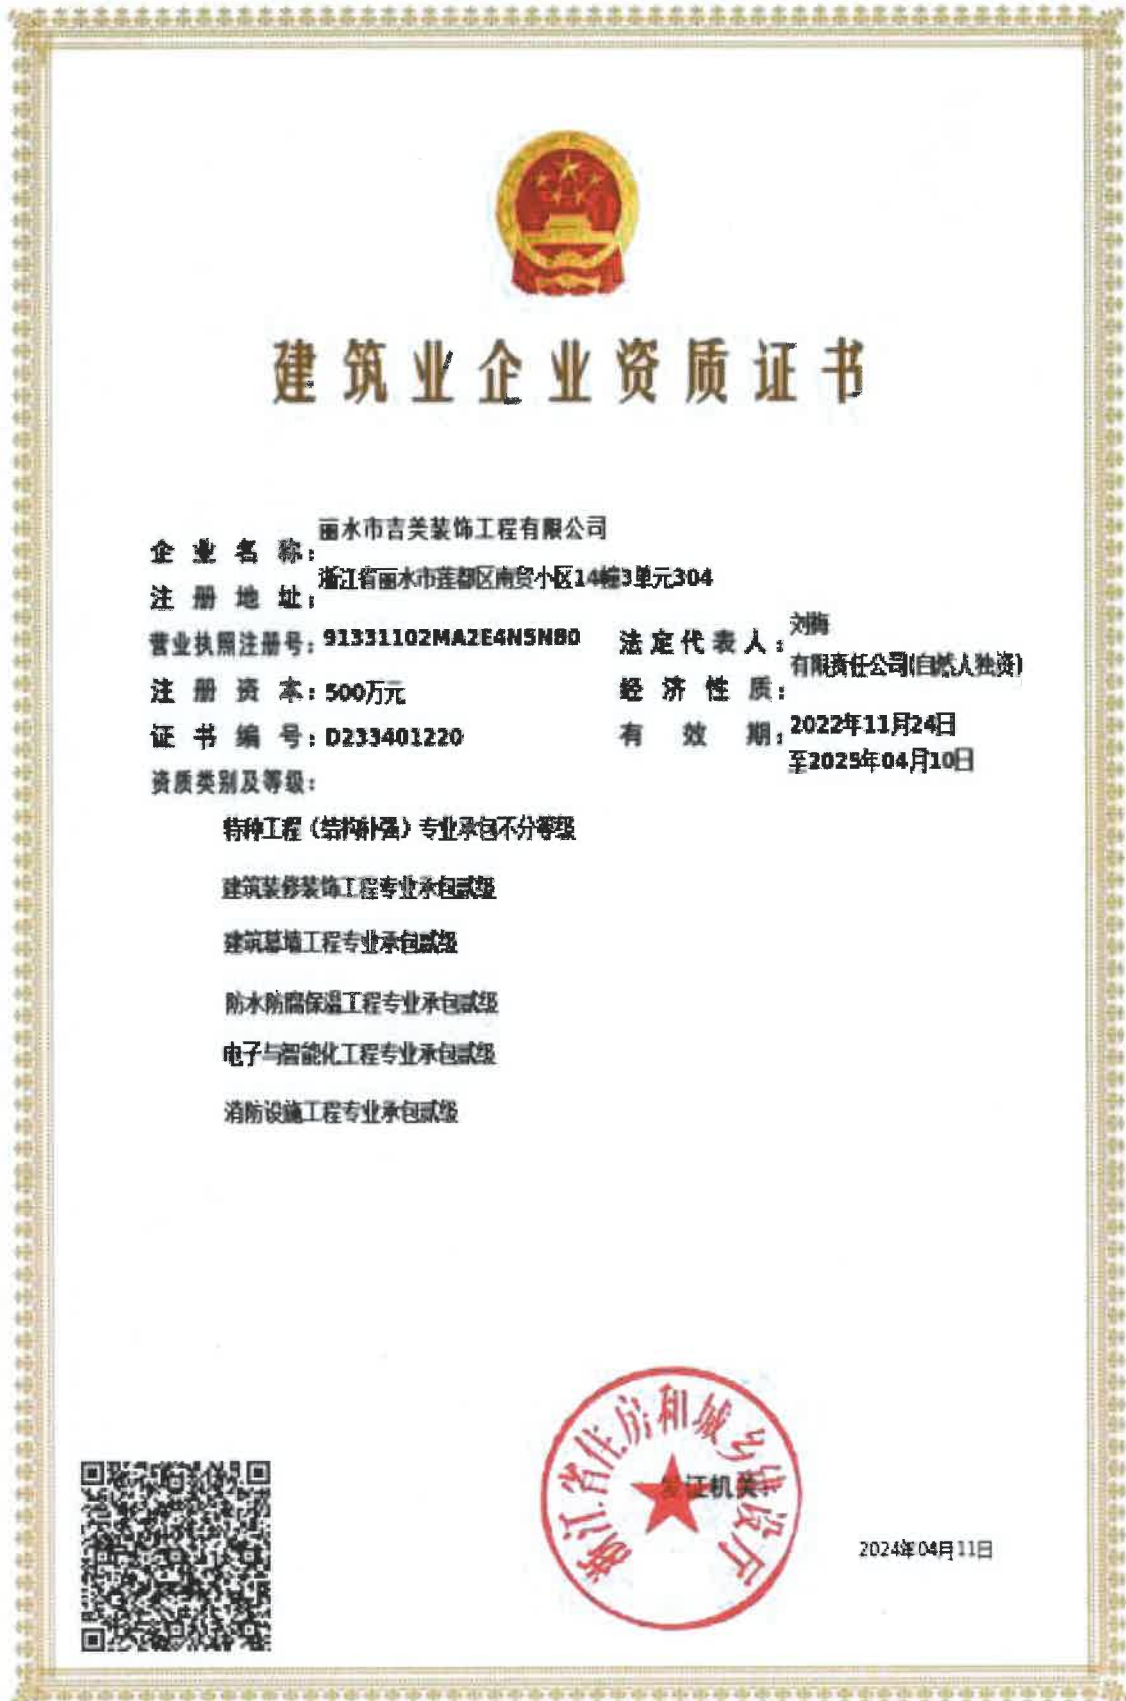 建筑业企业资质证书
企业名称：丽水市吉美装饰工程有限公司
注册地址：浙江省丽水市莲都区南贸小区14幢3单元304
营业执照注册号：91331102MA2E4N5N80 法定代表人：刘梅
注册资本：500万元 经济性质：有限责任公司(自然人独资)
证书编号：D233401220 有效期：2022年11月24日
至2025年04月10日
资质类别及等级：
特种工程（结构补强）专业承包不分等级
建筑装修装饰工程专业承包贰级
建筑幕墙工程专业承包贰级
防水防腐保温工程专业承包贰级
电子与智能化工程专业承包贰级
消防设施工程专业承包贰级
浙江省住房和城乡建设厅
发证机关：
2024年04月11日